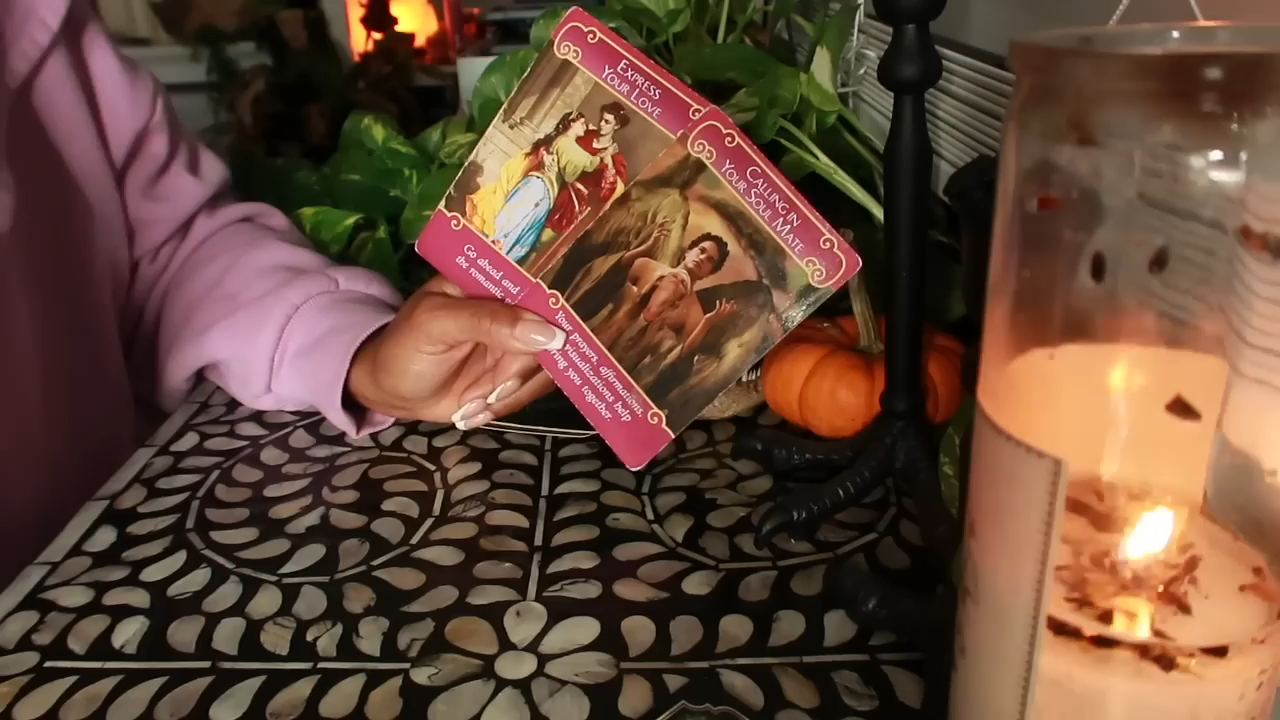 EXPRESS
YOUR LOVE
Go ahead and
the romantic
CALLING IN
YOUR SOUL MATE
Your prayers, affirmations,
visualizations help
you together.